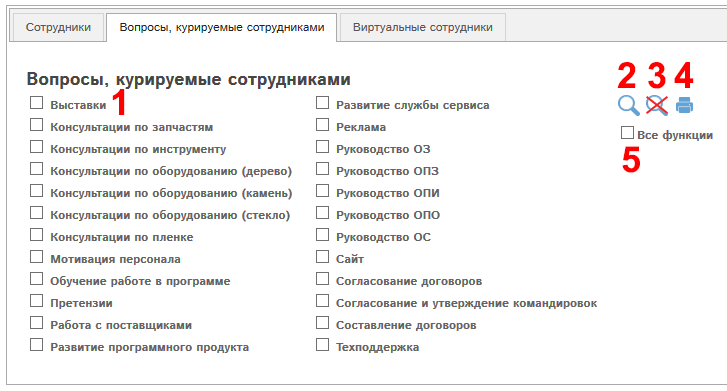 Сотрудники
Вопросы, курируемые сотрудниками
Виртуальные сотрудники
Вопросы, курируемые сотрудниками
2 3 4
Выставки 1
Консультации по запчастям
Консультации по инструменту
Консультации по оборудованию (дерево)
Консультации по оборудованию (камень)
Консультации по оборудованию (стекло)
Консультации по пленке
Мотивация персонала
Обучение работе в программе
Претензии
Работа с поставщиками
Развитие программного продукта
Развитие службы сервиса
Реклама
Руководство ОЗ
Руководство ОПЗ
Руководство ОПИ
Руководство ОПО
Руководство ОС
Сайт
Согласование договоров
Согласование и утверждение командировок
Составление договоров
Техподдержка
Все функции
5